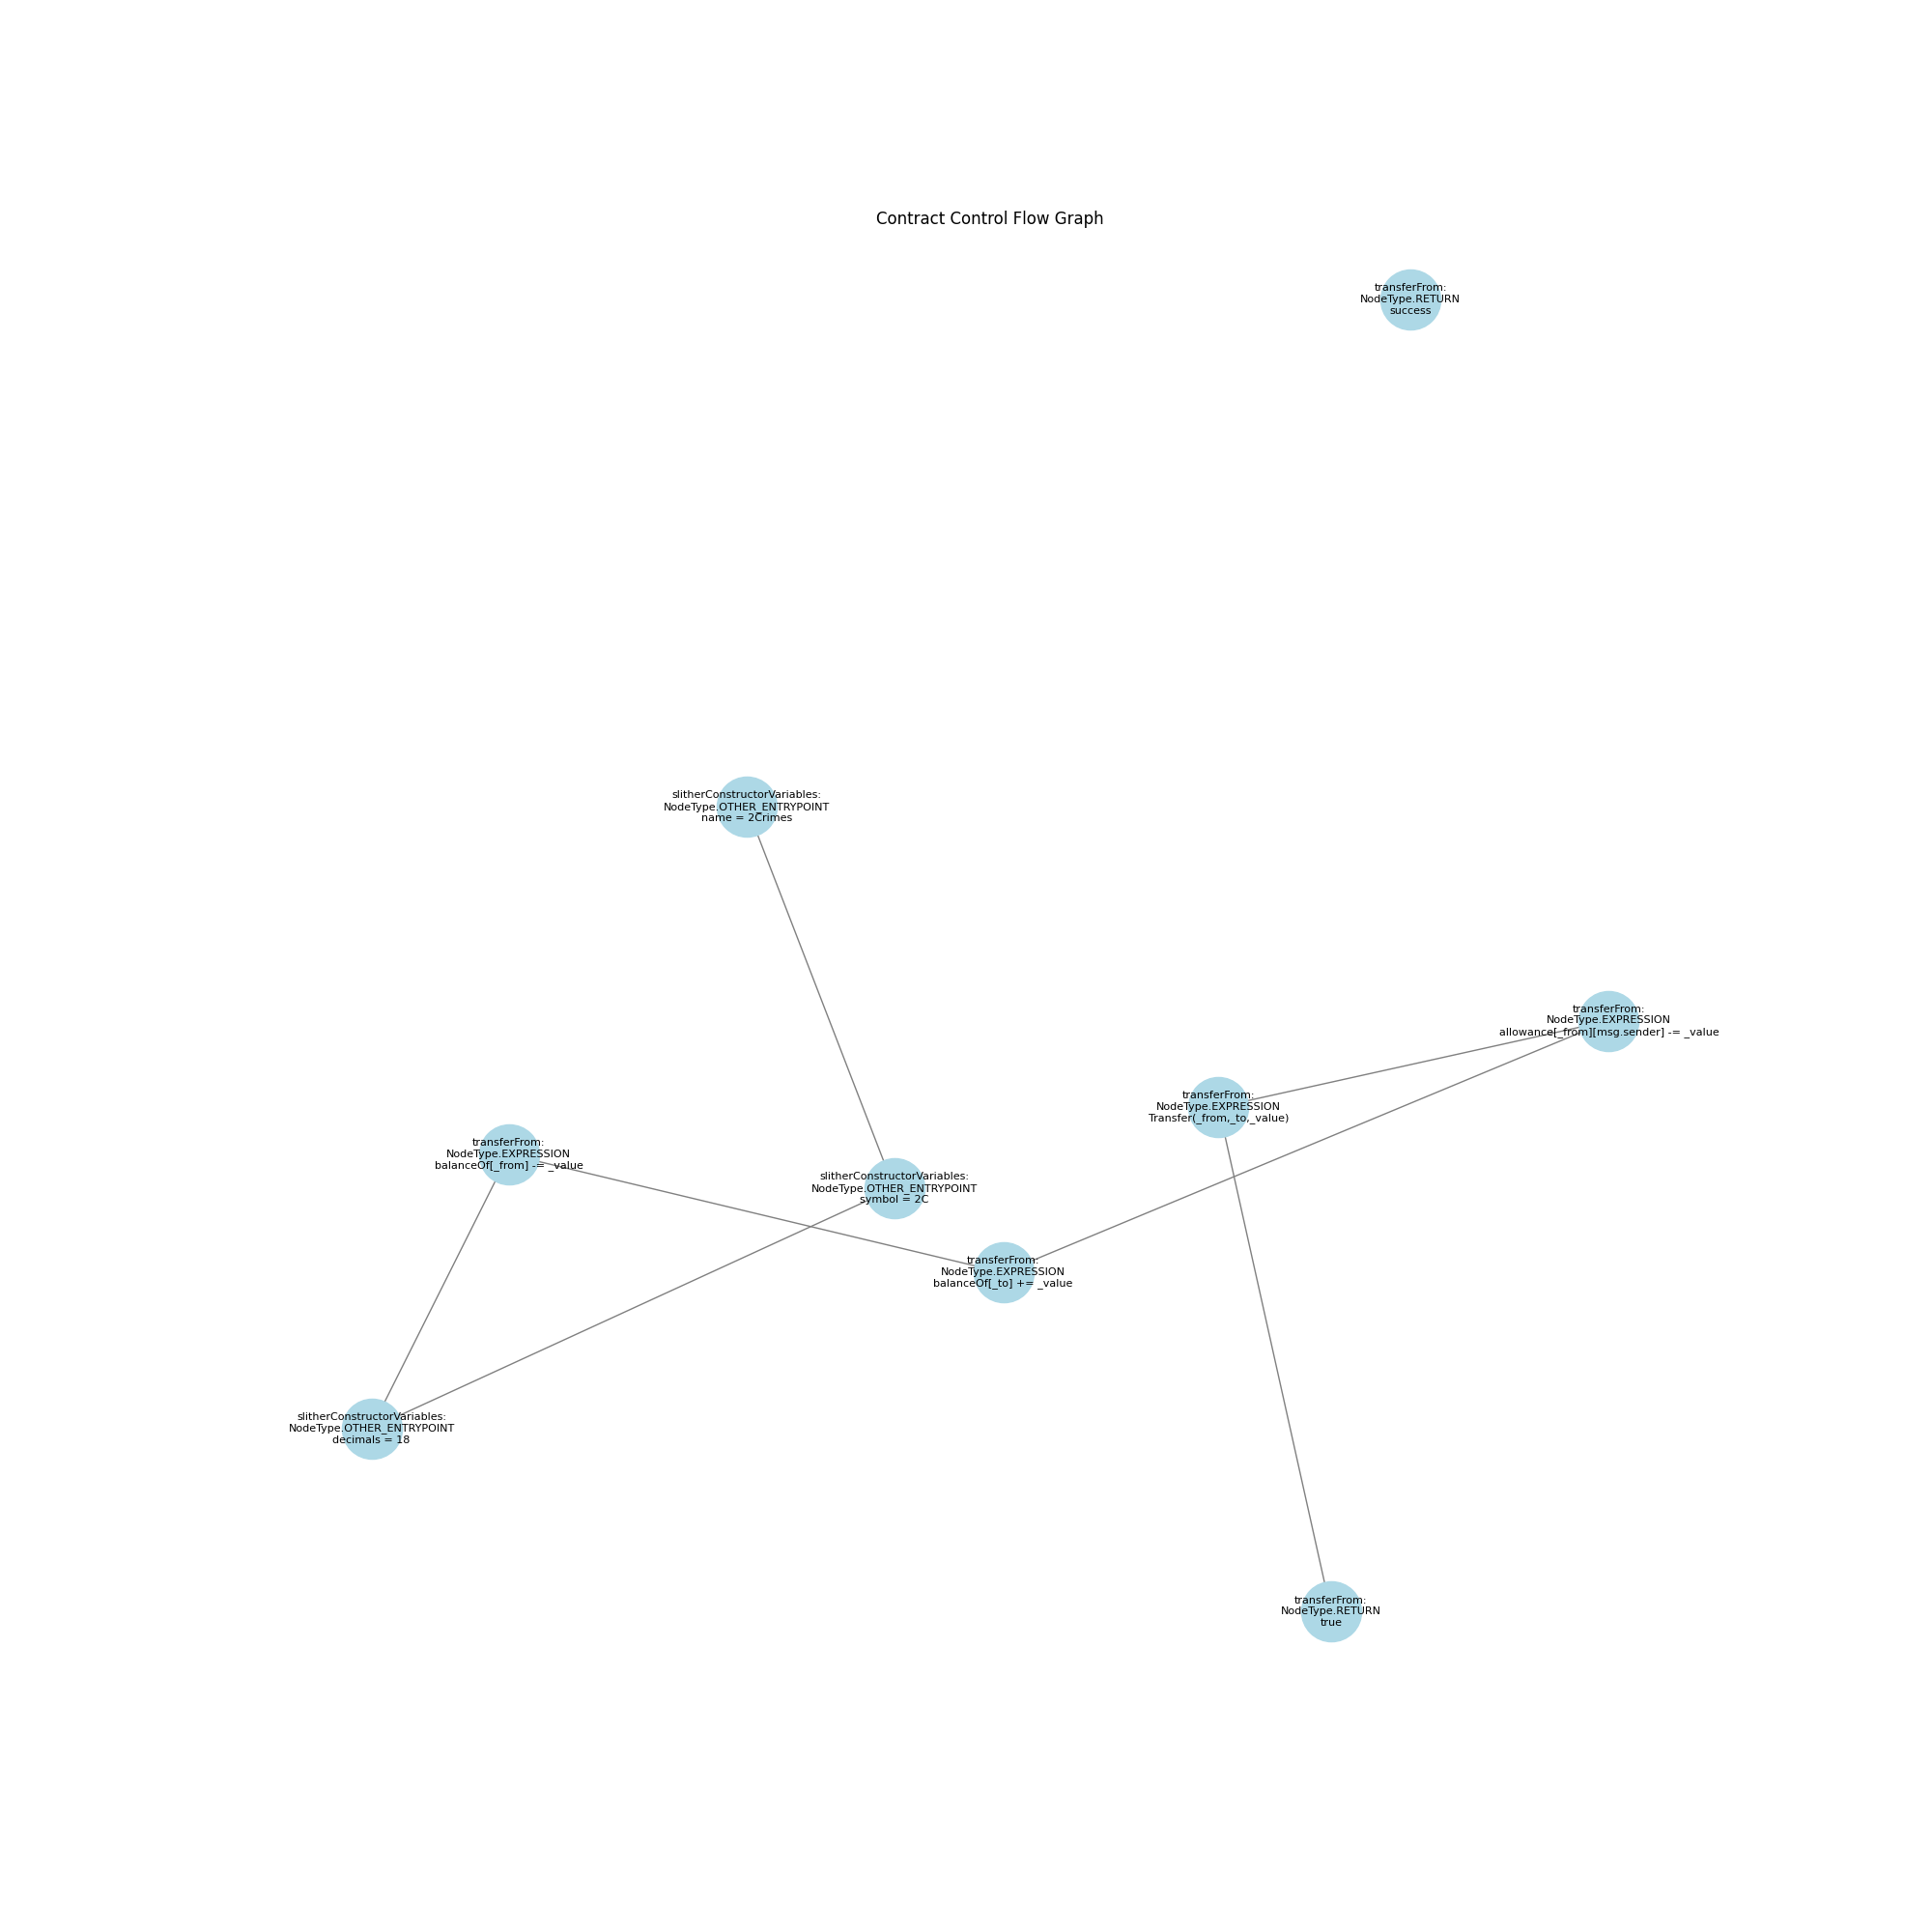 Contract Control Flow Graph
transferFrom:
NodeType.RETURN
success
slitherConstructorVariables:
NodeType.OTHER_ENTRYPOINT
name = 2Crimes
transferFrom:
NodeType.EXPRESSION
allowance[_from][msg.sender] -= _value
transferFrom:
NodeType.EXPRESSION
Transfer(_from,_to,_value)
transferFrom:
NodeType.EXPRESSION
balanceOf[_from] -= _value
slitherConstructorVariables:
NodeType.OTHER_ENTRYPOINT
symbol = 2C
transferFrom:
NodeType.EXPRESSION
balanceOf[_to] += _value
slitherConstructorVariables:
NodeType.OTHER_ENTRYPOINT
decimals = 18
transferFrom:
NodeType.RETURN
true